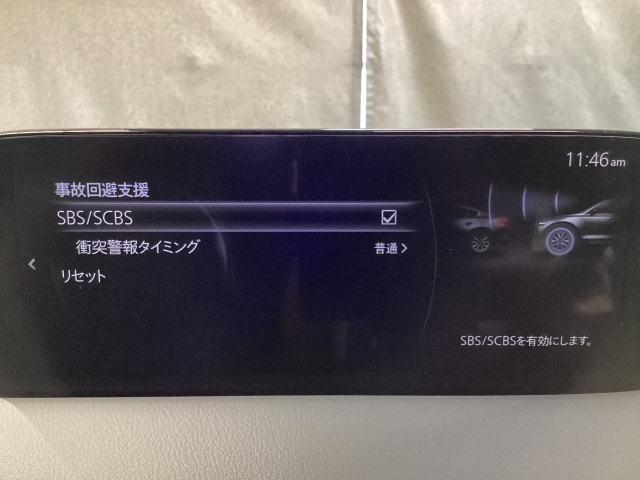 11:46am
事故回避支援
SBS/SCBS
衝突警報タイミング 普通
リセット
SBS/SCBSを有効にします。